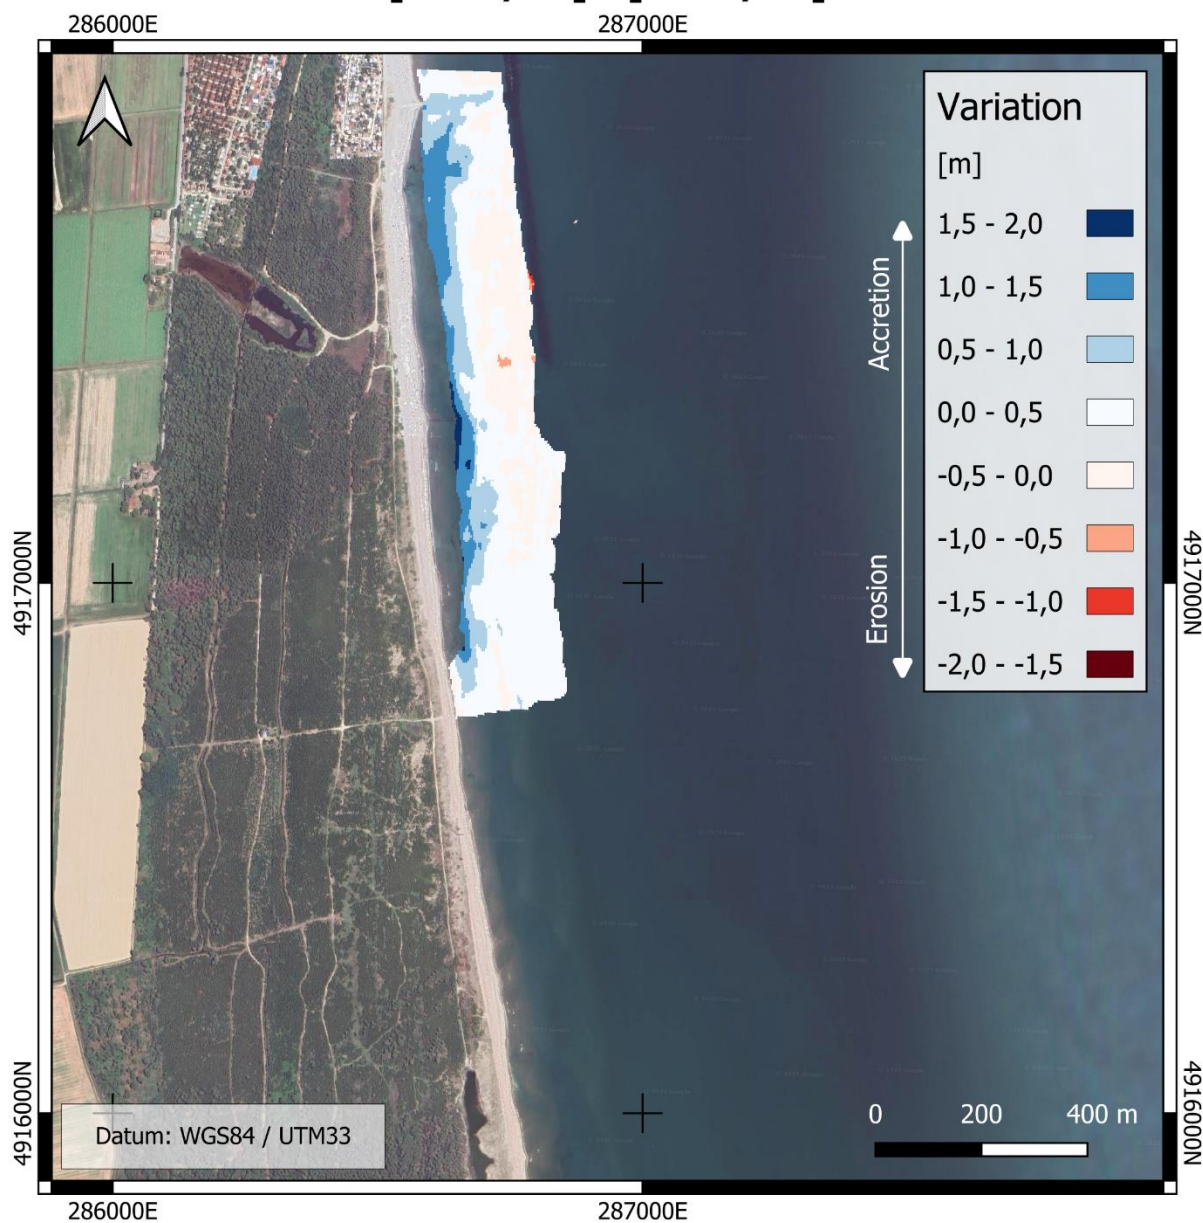 286000E 287000E
Variation
[m]
1,5 - 2,0
1,0 - 1,5
0,5 - 1,0
0,0 - 0,5
-0,5 - 0,0
-1,0 - -0,5
-1,5 - -1,0
-2,0 - -1,5
Accretion
Erosion
4917000N 4917000N
0 200 400 m
Datum: WGS84 / UTM33
4916000N 4916000N
286000E 287000E